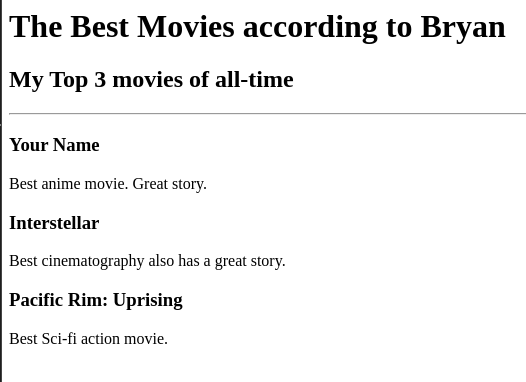 The Best Movies according to Bryan
My Top 3 movies of all-time
Your Name
Best anime movie. Great story.
Interstellar
Best cinematography also has a great story.
Pacific Rim: Uprising
Best Sci-fi action movie.